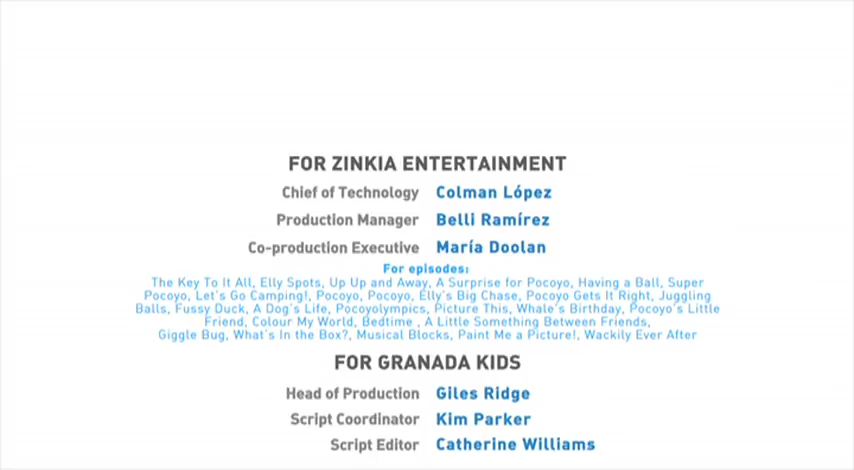 FOR ZINKIA ENTERTAINMENT
Chief of Technology Colman López
Production Manager Belli Ramírez
Co-production Executive María Doolan
For episodes:
The Key To It All, Elly Spots, Up Up and Away, A Surprise for Pocoyo, Having a Ball, Super
Pocoyo, Let's Go Camping!, Pocoyo, Pocoyo, Elly's Big Chase, Pocoyo Gets It Right, Juggling
Balls, Fussy Duck, A Dog's Life, Pocoyolympics, Picture This, Whale's Birthday, Pocoyo's Little
Friend, Colour My World, Bedtime , A Little Something Between Friends,
Giggle Bug, What's In the Box?, Musical Blocks, Paint Me a Picture!, Wackily Ever After
FOR GRANADA KIDS
Head of Production Giles Ridge
Script Coordinator Kim Parker
Script Editor Catherine Williams